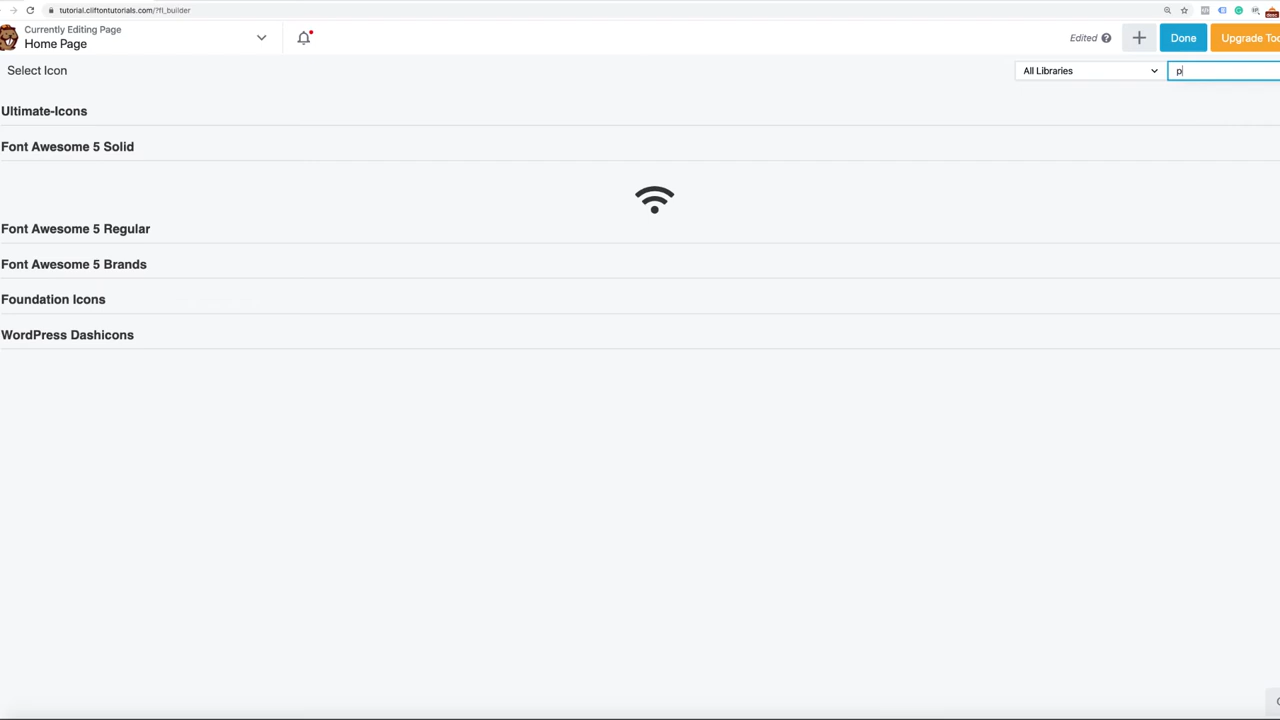 tutorial.cliftontutorials.com/?fl_builder
Currently Editing Page
Home Page
Edited
Done
Upgrade
Select Icon
All Libraries
p
Ultimate-Icons
Font Awesome 5 Solid
Font Awesome 5 Regular
Font Awesome 5 Brands
Foundation Icons
WordPress Dashicons